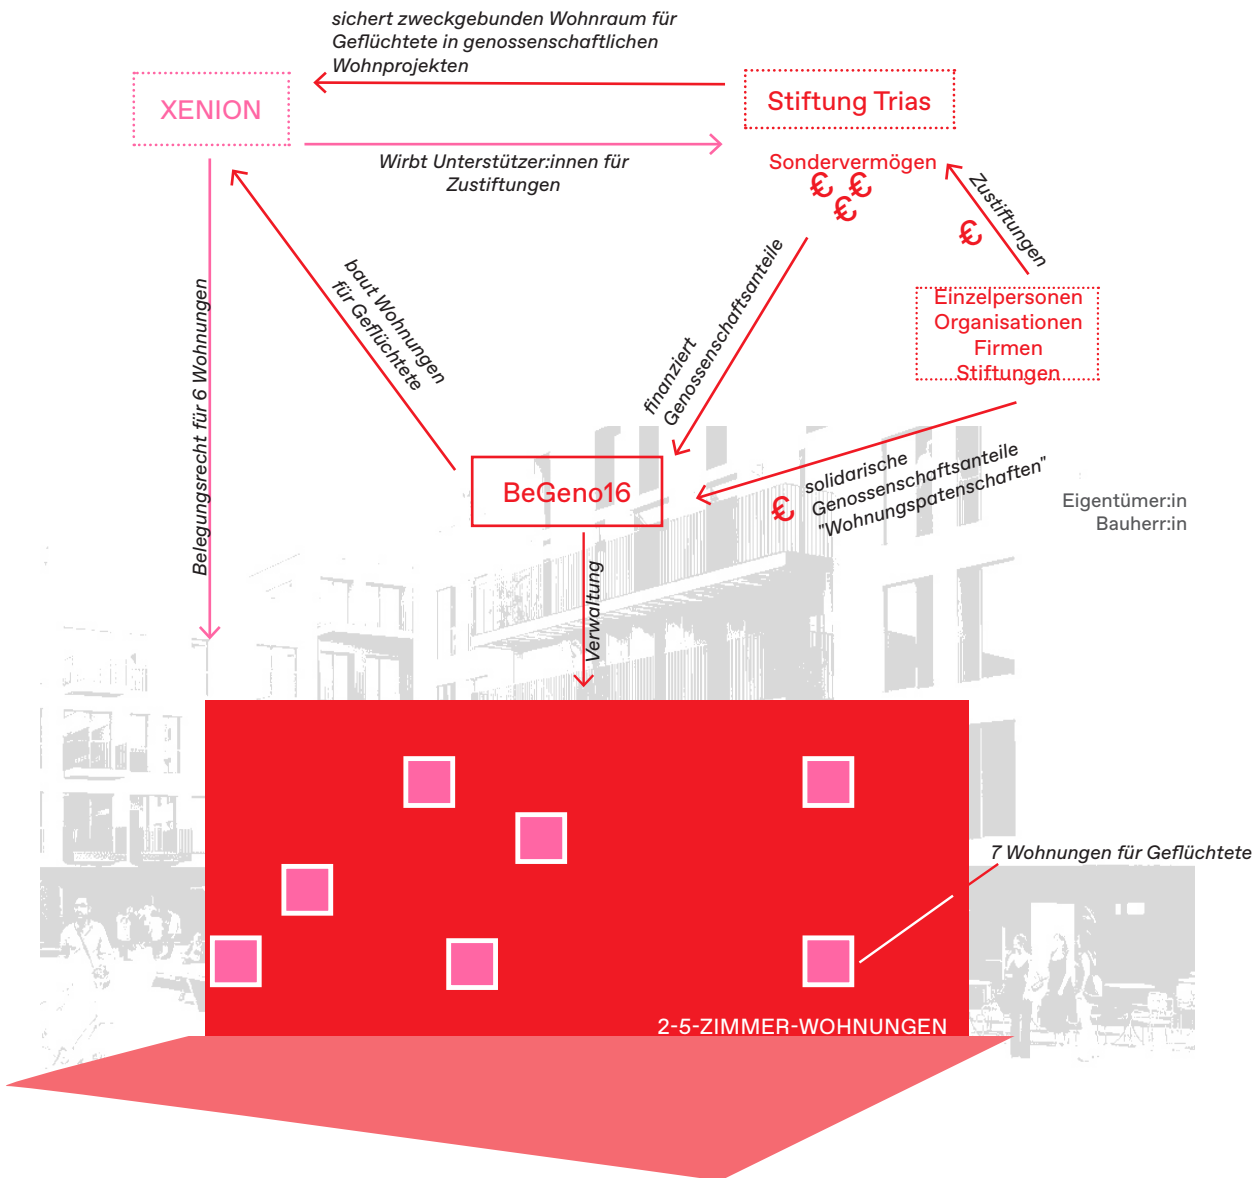 sichert zweckgebunden Wohnraum für
Geflüchtete in genossenschaftlichen
Wohnprojekten
XENION
Stiftung Trias
Wirbt Unterstützer:innen für
Zustiftungen
Sondervermögen
€ €
€
Zustiftungen
€
Einzelpersonen
Organisationen
Firmen
Stiftungen
baut Wohnungen
für Geflüchtete
finanziert
Genossenschaftsanteile
Belegungsrecht für 6 Wohnungen
BeGeno16
€
solidarische
Genossenschaftsanteile
"Wohnungspatenschaften"
Eigentümer:in
Bauherr:in
Verwaltung
7 Wohnungen für Geflüchtete
2-5-ZIMMER-WOHNUNGEN